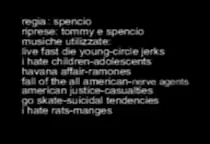 regia : spencio
riprese: tommy e spencio
musiche utilizzate:
live fast die young-circle jerks
i hate children-adolescents
havana affair-ramones
fall of the all american-nerve agents
american justice-casualties
go skate-suicidal tendencies
i hate rats-manges